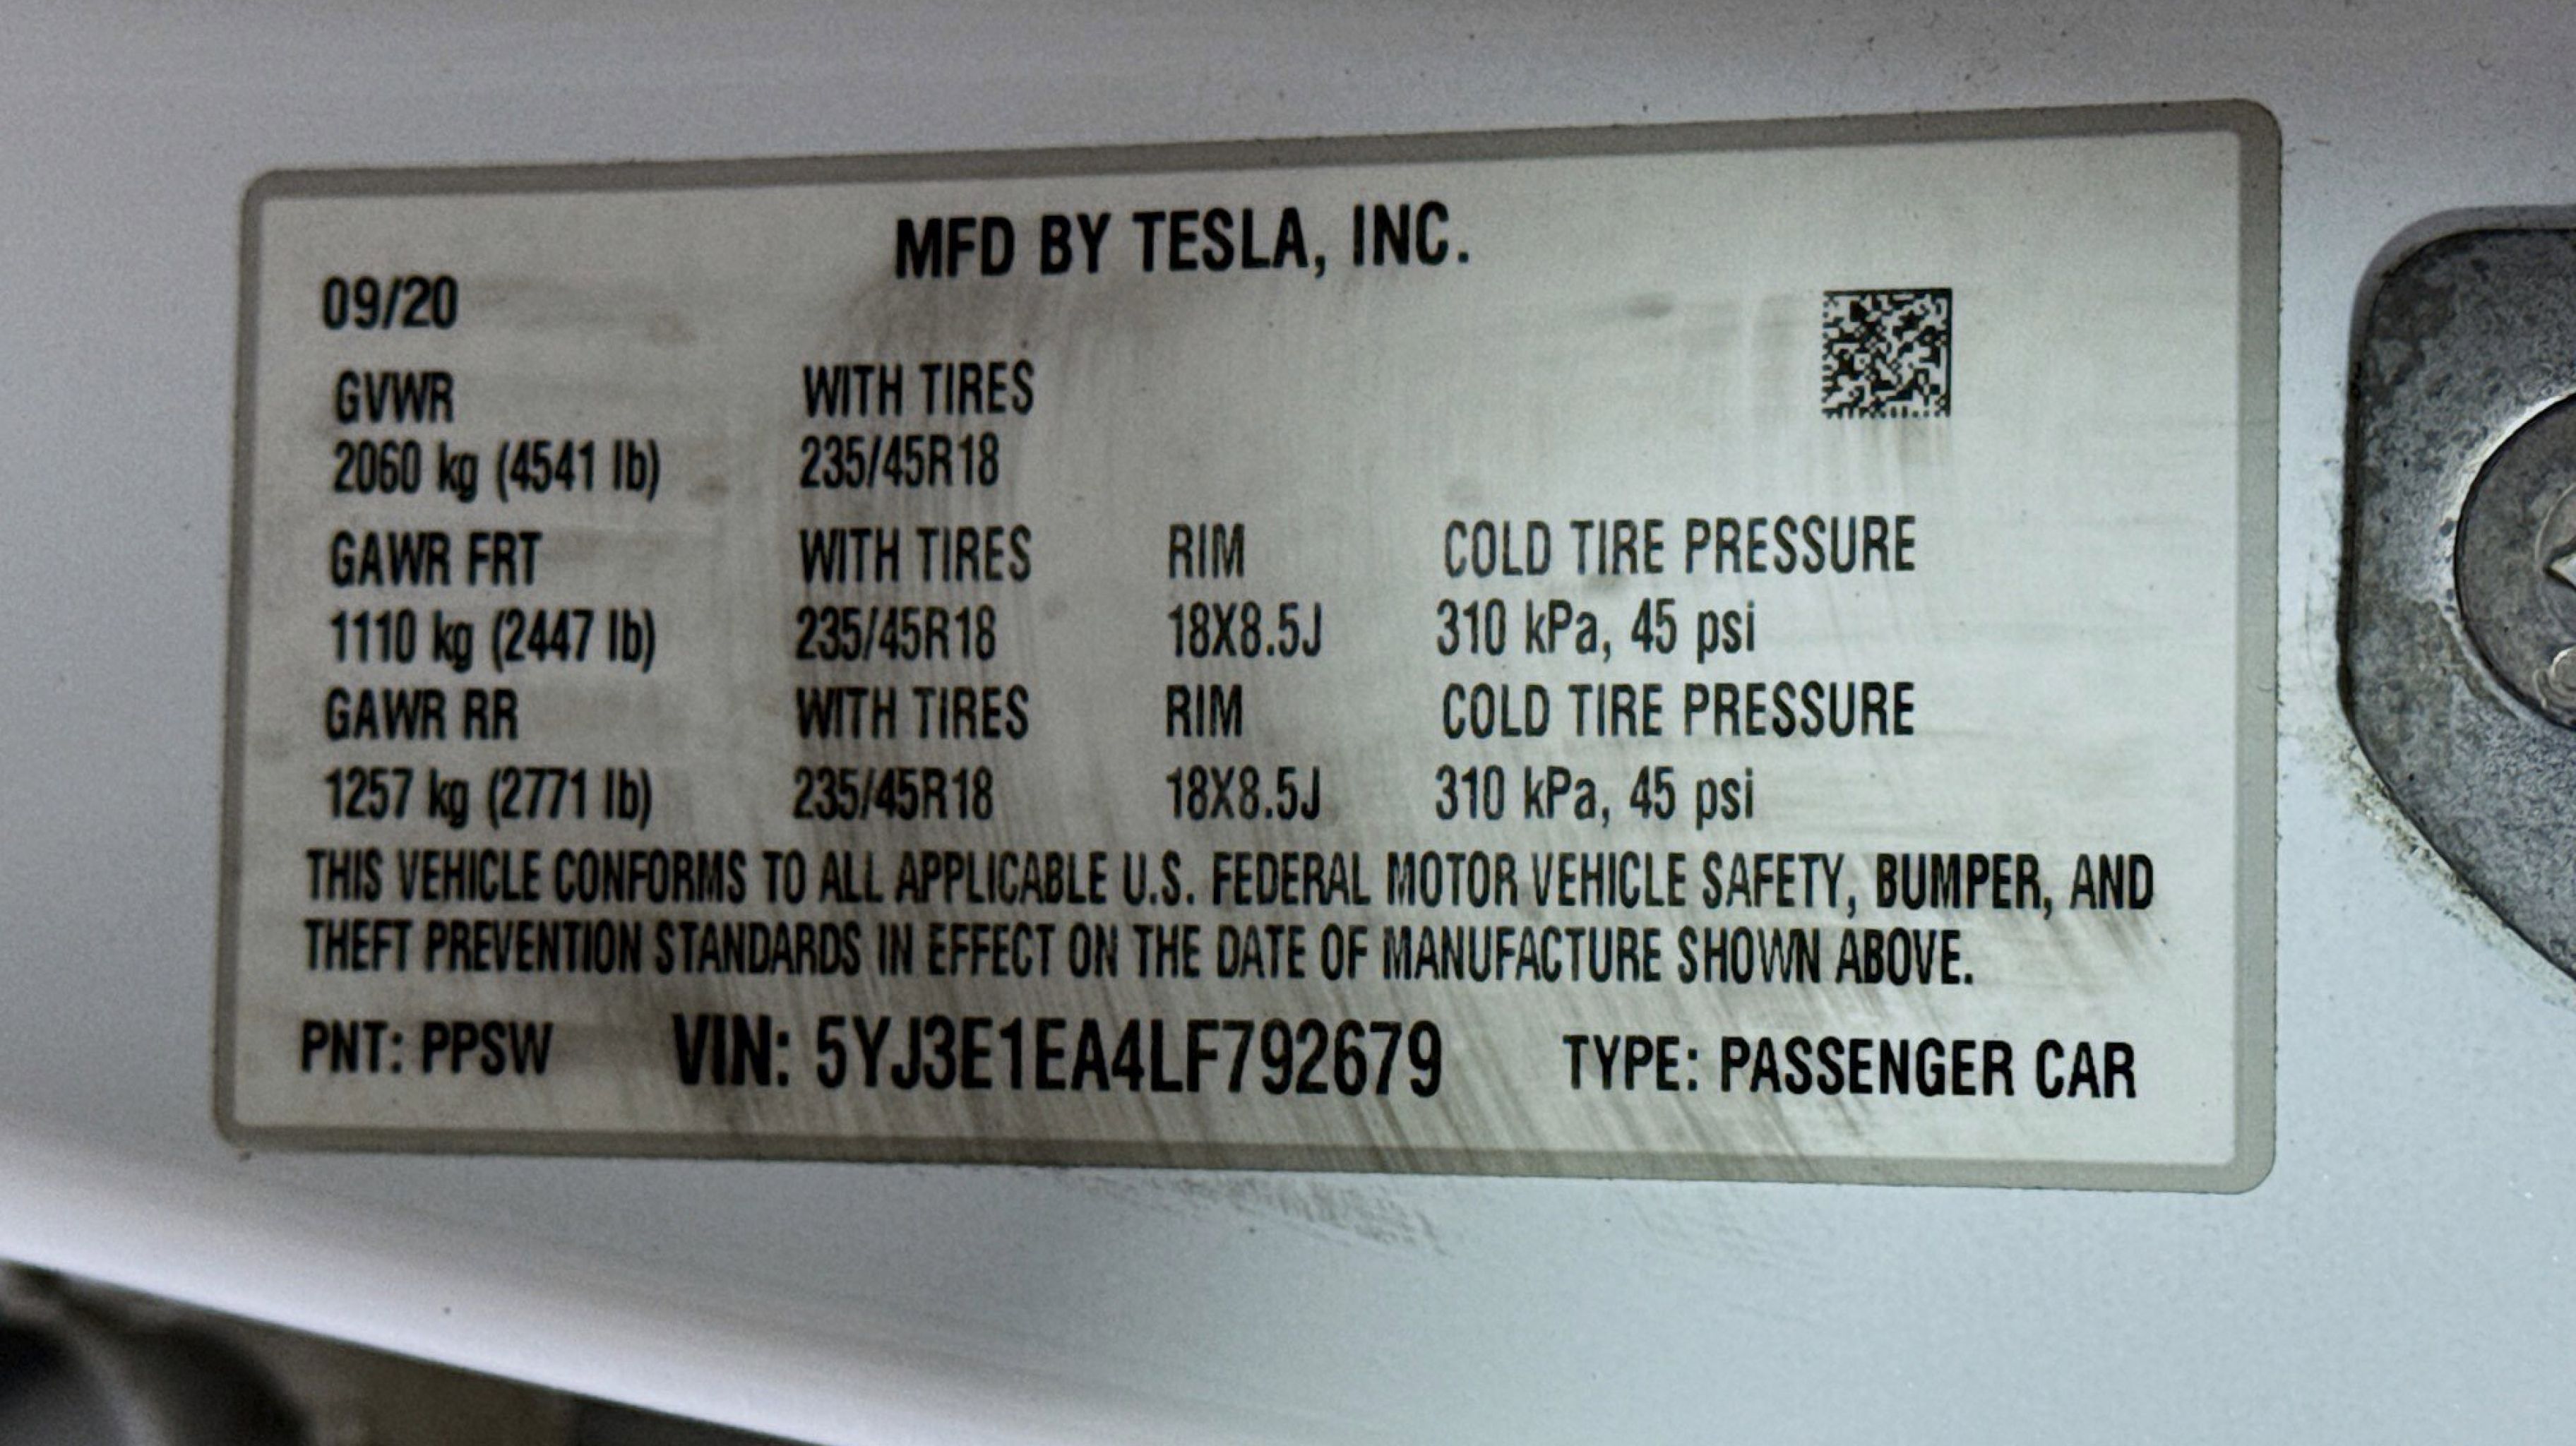 MFD BY TESLA, INC.
09/20
GVWR WITH TIRES
2060 kg (4541 lb) 235/45R18
GAWR FRT WITH TIRES RIM COLD TIRE PRESSURE
1110 kg (2447 lb) 235/45R18 18X8.5J 310 kPa, 45 psi
GAWR RR WITH TIRES RIM COLD TIRE PRESSURE
1257 kg (2771 lb) 235/45R18 18X8.5J 310 kPa, 45 psi
THIS VEHICLE CONFORMS TO ALL APPLICABLE U.S. FEDERAL MOTOR VEHICLE SAFETY, BUMPER, AND
THEFT PREVENTION STANDARDS IN EFFECT ON THE DATE OF MANUFACTURE SHOWN ABOVE.
PNT: PPSW VIN: 5YJ3E1EA4LF792679 TYPE: PASSENGER CAR